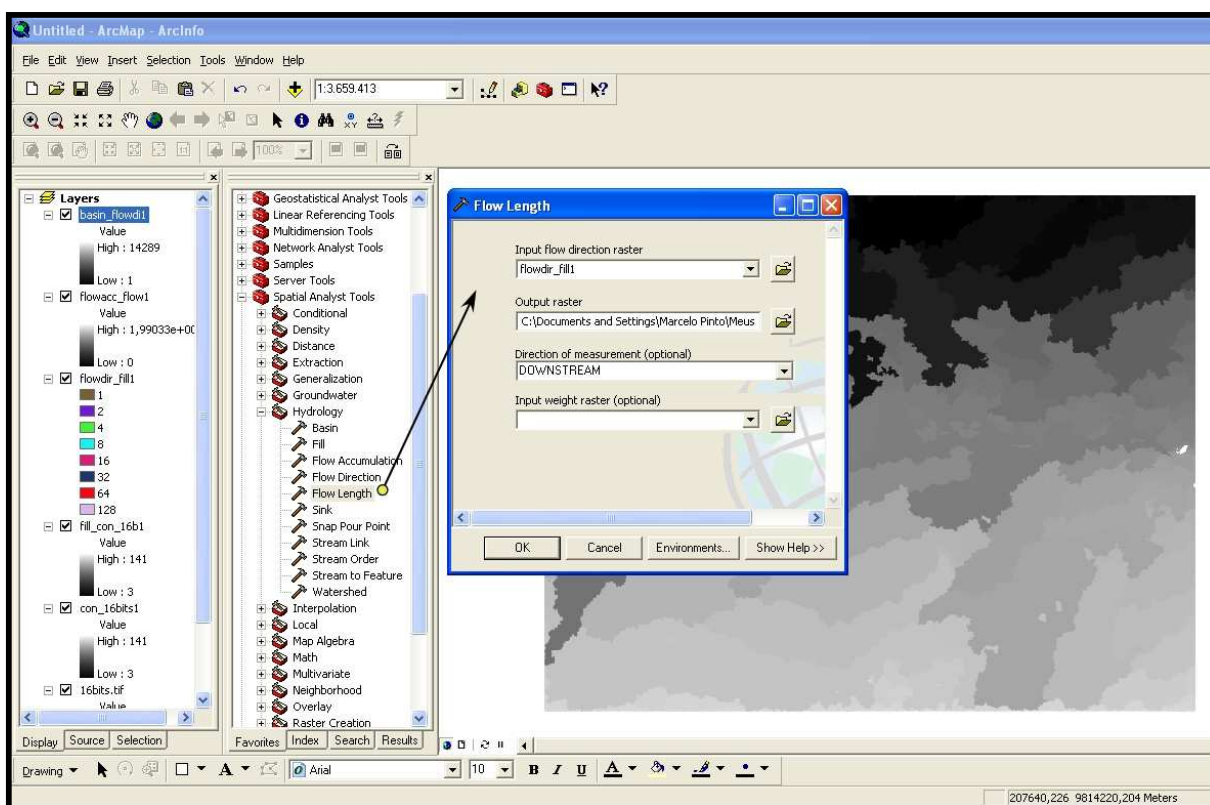 Untitled - ArcMap - ArcInfo
File Edit View Insert Selection Tools Window Help
1:3.659.413
100%
Layers
basin_flowdi1
Value
High : 14289
Low : 1
flowacc_flow1
Value
High : 1,99033e+00
Low : 0
flowdir_fill1
1
2
4
8
16
32
64
128
fill_con_16b1
Value
High : 141
Low : 3
con_16bits1
Value
High : 141
Low : 3
16bits.tif
Value
Display Source Selection
Geostatistical Analyst Tools
Linear Referencing Tools
Multidimension Tools
Network Analyst Tools
Samples
Server Tools
Spatial Analyst Tools
Conditional
Density
Distance
Extraction
Generalization
Groundwater
Hydrology
Basin
Fill
Flow Accumulation
Flow Direction
Flow Length
Sink
Snap Pour Point
Stream Link
Stream Order
Stream to Feature
Watershed
Interpolation
Local
Map Algebra
Math
Multivariate
Neighborhood
Overlay
Raster Creation
Favorites Index Search Results
Flow Length
Input flow direction raster
flowdir_fill1
Output raster
C:\Documents and Settings\Marcelo Pinto\Meus
Direction of measurement (optional)
DOWNSTREAM
Input weight raster (optional)
OK Cancel Environments... Show Help >>
Drawing A Arial 10 B I U A
207640,226 9814220,204 Meters